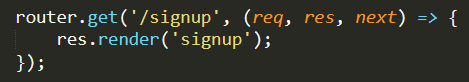 router.get('/signup', (req, res, next) => {
    res.render('signup');
});